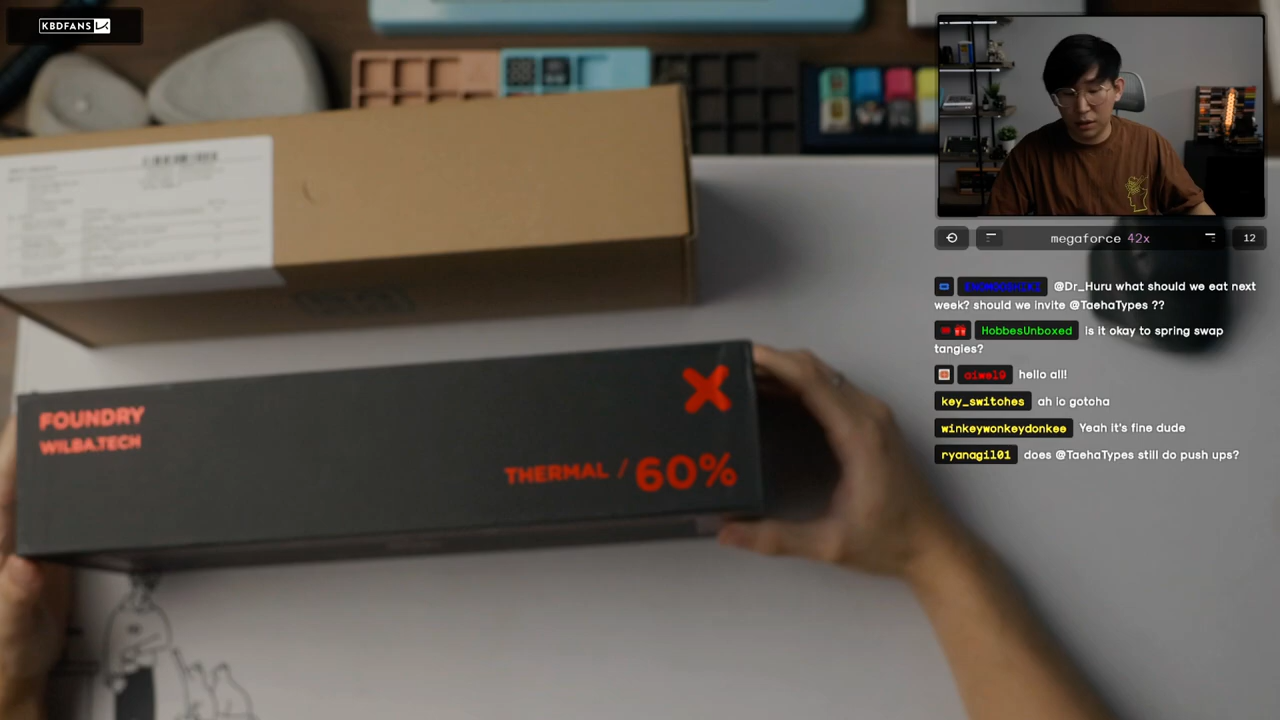 KBDFANS
FOUNDRY
WILBA.TECH
THERMAL / 60%
megaforce 42x
12
@Dr_Huru what should we eat next
week? should we invite @TaehaTypes ??
HobbesUnboxed is it okay to spring swap
tangies?
aiwel9 hello all!
key_switches ah lo gotcha
winkeywonkeydonkee Yeah it's fine dude
ryanagil01 does @TaehaTypes still do push ups?